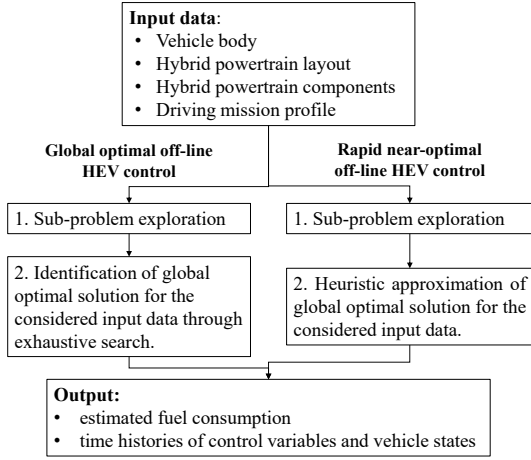 Input data:
• Vehicle body
• Hybrid powertrain layout
• Hybrid powertrain components
• Driving mission profile
Global optimal off-line
HEV control
Rapid near-optimal
off-line HEV control
1. Sub-problem exploration
1. Sub-problem exploration
2. Identification of global
optimal solution for the
considered input data through
exhaustive search.
2. Heuristic approximation of
global optimal solution for the
considered input data.
Output:
• estimated fuel consumption
• time histories of control variables and vehicle states